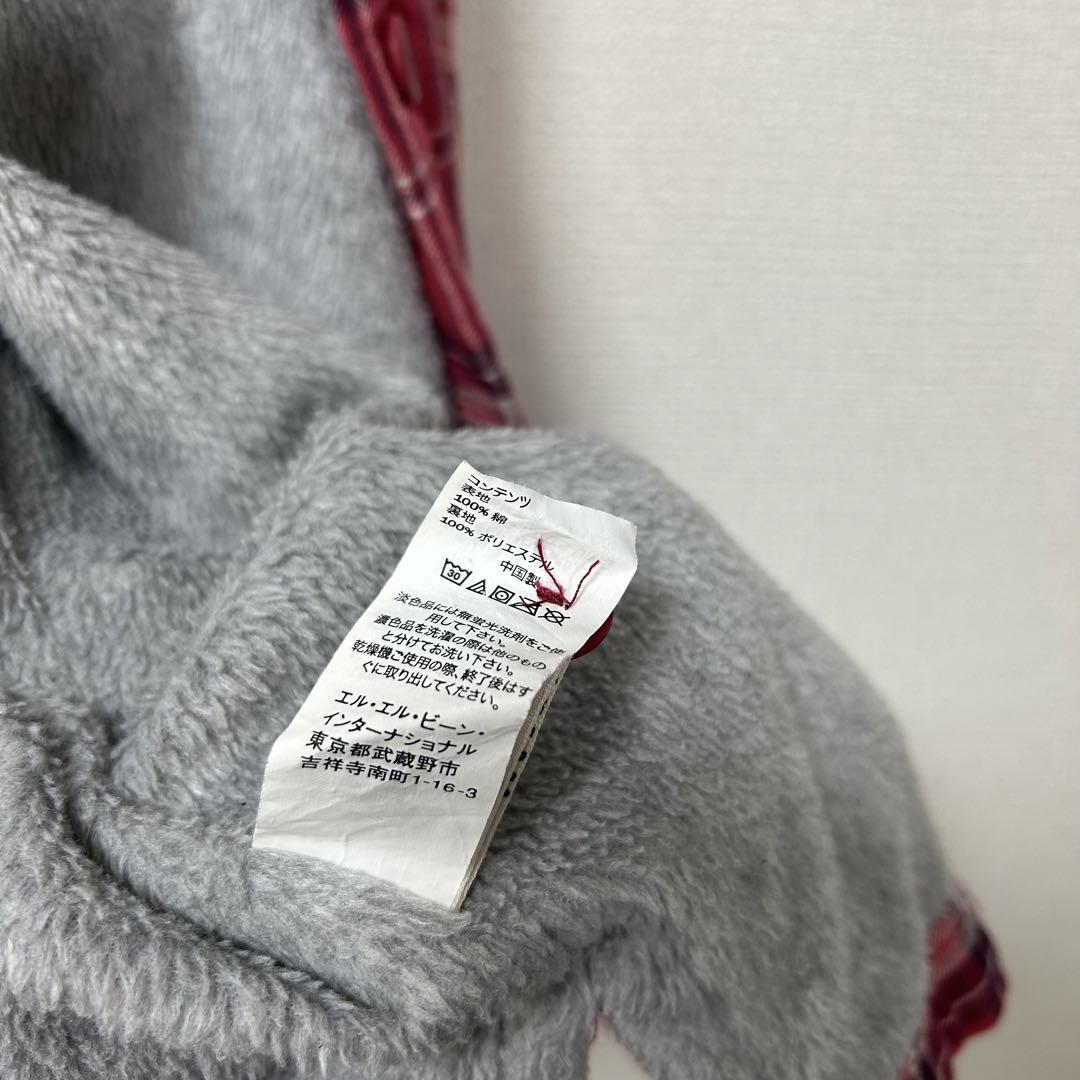 コンテンツ
表地
100% 綿
裏地
100% ポリエステル
中国製
30
淡色品には無蛍光洗剤をご使
用して下さい。
濃色品を洗濯の際は他のもの
と分けてお洗い下さい。
乾燥機ご使用の際、終了後はす
ぐに取り出してください。
エル・エル・ビーン・
インターナショナル
東京都武蔵野市
吉祥寺南町1-16-3